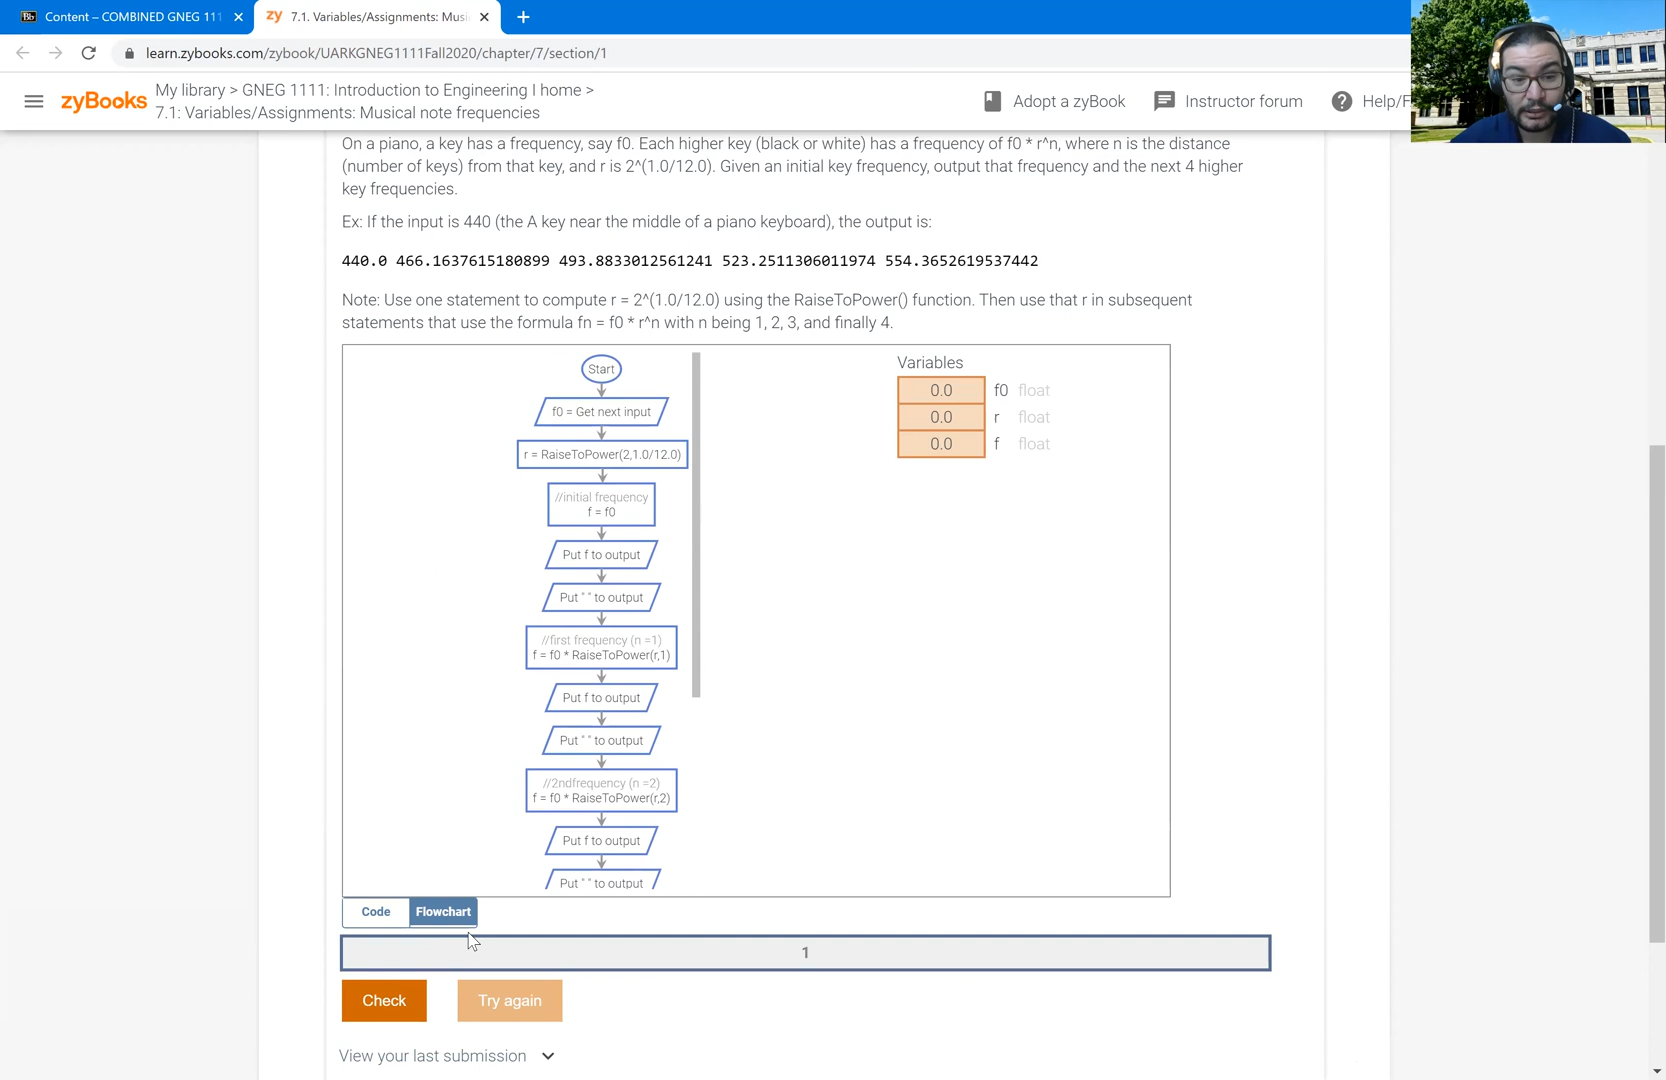 Content – COMBINED GNEG 111
7.1. Variables/Assignments: Musi
learn.zybooks.com/zybook/UARKGNEG1111Fall2020/chapter/7/section/1
zyBooks
My library > GNEG 1111: Introduction to Engineering I home >
7.1: Variables/Assignments: Musical note frequencies
Adopt a zyBook
Instructor forum
Help/F
On a piano, a key has a frequency, say f0. Each higher key (black or white) has a frequency of f0 * r^n, where n is the distance
(number of keys) from that key, and r is 2^(1.0/12.0). Given an initial key frequency, output that frequency and the next 4 higher
key frequencies.
Ex: If the input is 440 (the A key near the middle of a piano keyboard), the output is:
440.0 466.1637615180899 493.8833012561241 523.2511306011974 554.3652619537442
Note: Use one statement to compute r = 2^(1.0/12.0) using the RaiseToPower() function. Then use that r in subsequent
statements that use the formula fn = f0 * r^n with n being 1, 2, 3, and finally 4.
Start
f0 = Get next input
r = RaiseToPower(2,1.0/12.0)
//initial frequency
f = f0
Put f to output
Put " " to output
//first frequency (n =1)
f = f0 * RaiseToPower(r,1)
Put f to output
Put " " to output
//2ndfrequency (n =2)
f = f0 * RaiseToPower(r,2)
Put f to output
Put " " to output
Variables
0.0 f0 float
0.0 r float
0.0 f float
Code
Flowchart
1
Check
Try again
View your last submission